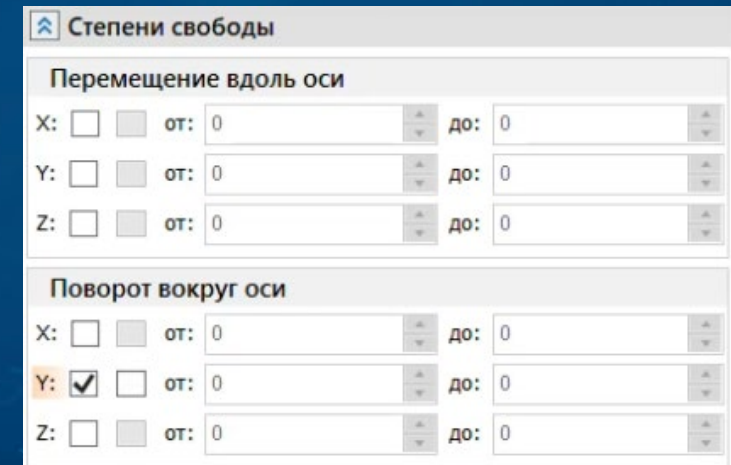 Степени свободы
Перемещение вдоль оси
X: от: 0 до: 0
Y: от: 0 до: 0
Z: от: 0 до: 0
Поворот вокруг оси
X: от: 0 до: 0
Y: от: 0 до: 0
Z: от: 0 до: 0